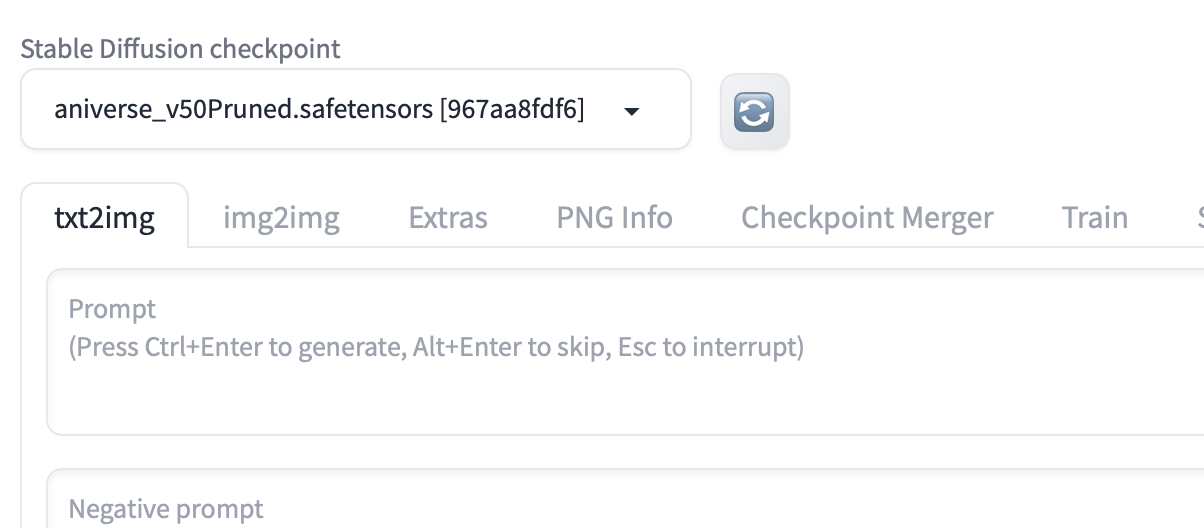 Stable Diffusion checkpoint
aniverse_v50Pruned.safetensors [967aa8fdf6]
txt2img img2img Extras PNG Info Checkpoint Merger Train
Prompt
(Press Ctrl+Enter to generate, Alt+Enter to skip, Esc to interrupt)
Negative prompt